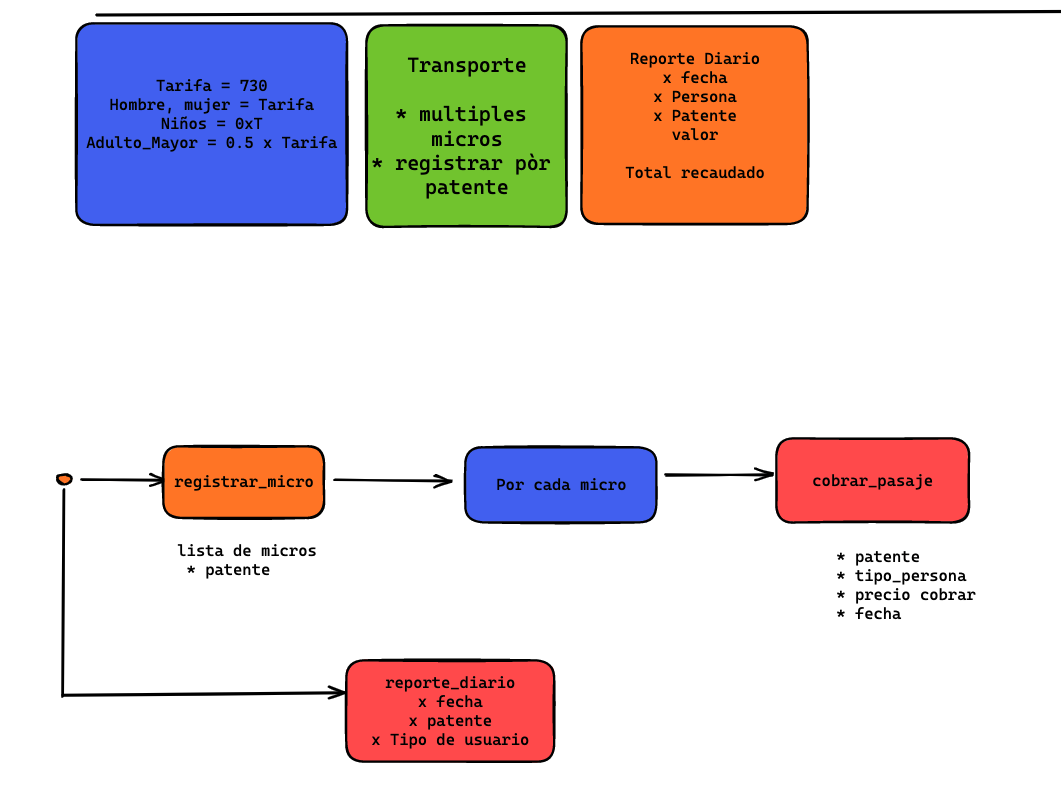 Tarifa = 730
Hombre, mujer = Tarifa
Niños = 0xT
Adulto_Mayor = 0.5 x Tarifa
Transporte
* multiples
micros
* registrar pòr
patente
Reporte Diario
x fecha
x Persona
x Patente
valor
Total recaudado
registrar_micro
lista de micros
* patente
Por cada micro
cobrar_pasaje
* patente
* tipo_persona
* precio cobrar
* fecha
reporte_diario
x fecha
x patente
x Tipo de usuario